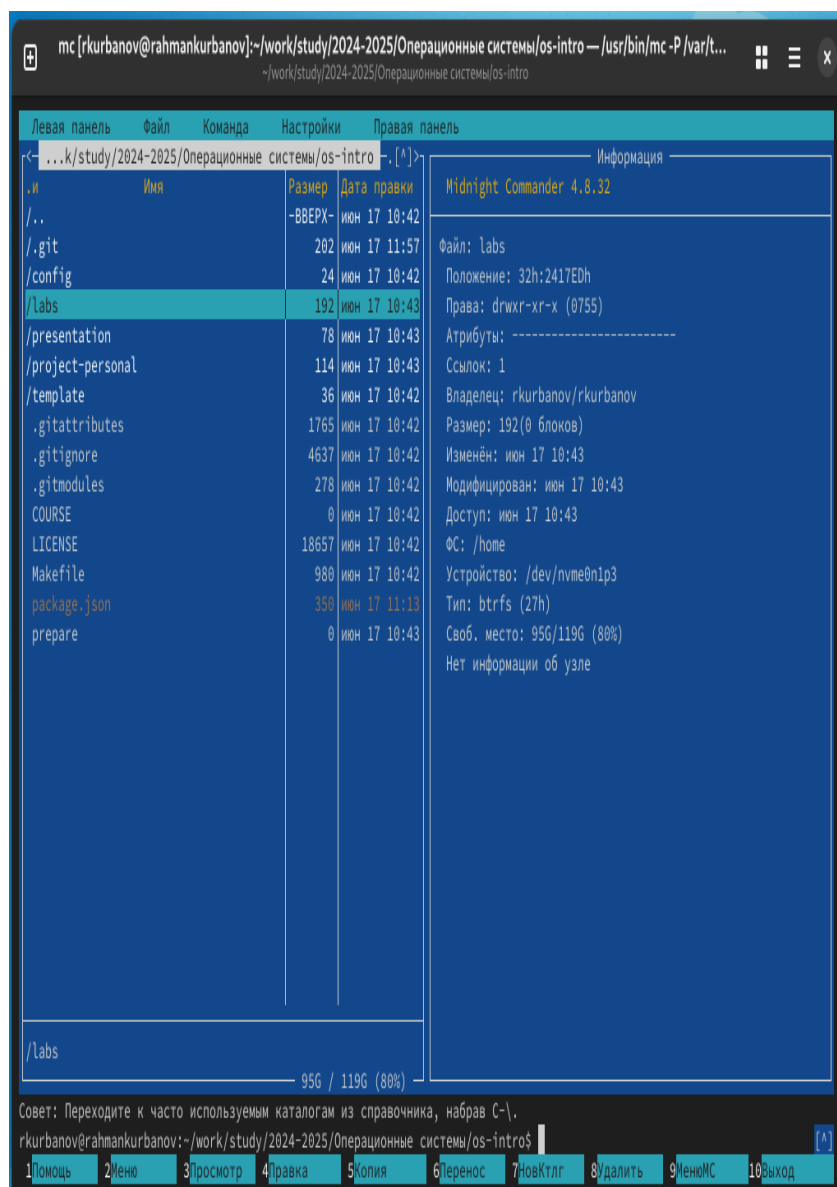 mc [rkurbanov@rahmankurbanov]:~/work/study/2024-2025/Операционные системы/os-intro — /usr/bin/mc -P /var/t...
~/work/study/2024-2025/Операционные системы/os-intro
Левая панель Файл Команда Настройки Правая панель
<— ...k/study/2024-2025/Операционные системы/os-intro —.[^]>
.и Имя Размер Дата правки
/.. -ВВЕРХ- июн 17 10:42
/.git 202 июн 17 11:57
/config 24 июн 17 10:42
/labs 192 июн 17 10:43
/presentation 78 июн 17 10:43
/project-personal 114 июн 17 10:43
/template 36 июн 17 10:42
.gitattributes 1765 июн 17 10:42
.gitignore 4637 июн 17 10:42
.gitmodules 278 июн 17 10:42
COURSE 0 июн 17 10:42
LICENSE 18657 июн 17 10:42
Makefile 980 июн 17 10:42
package.json 350 июн 17 11:13
prepare 0 июн 17 10:43
/labs
95G / 119G (80%)
Информация
Midnight Commander 4.8.32
Файл: labs
Положение: 32h:2417EDh
Права: drwxr-xr-x (0755)
Атрибуты: -------------------------
Ссылок: 1
Владелец: rkurbanov/rkurbanov
Размер: 192(0 блоков)
Изменён: июн 17 10:43
Модифицирован: июн 17 10:43
Доступ: июн 17 10:43
ФС: /home
Устройство: /dev/nvme0n1p3
Тип: btrfs (27h)
Своб. место: 95G/119G (80%)
Нет информации об узле
Совет: Переходите к часто используемым каталогам из справочника, набрав C-\.
rkurbanov@rahmankurbanov:~/work/study/2024-2025/Операционные системы/os-intro$ [^]
1Помощь 2Меню 3Просмотр 4Правка 5Копия 6Перенос 7НовКтлг 8Удалить 9МенюMC 10Выход